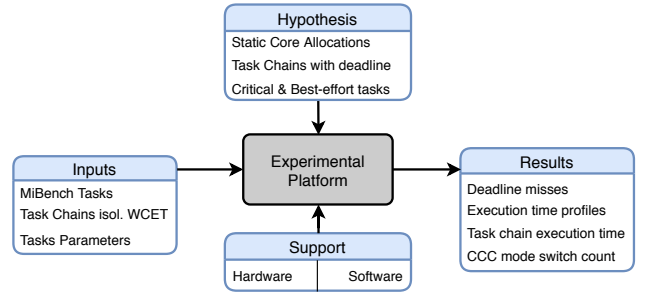 Hypothesis
Static Core Allocations
Task Chains with deadline
Critical & Best-effort tasks
Inputs
MiBench Tasks
Task Chains isol. WCET
Tasks Parameters
Experimental
Platform
Results
Deadline misses
Execution time profiles
Task chain execution time
CCC mode switch count
Support
Hardware Software